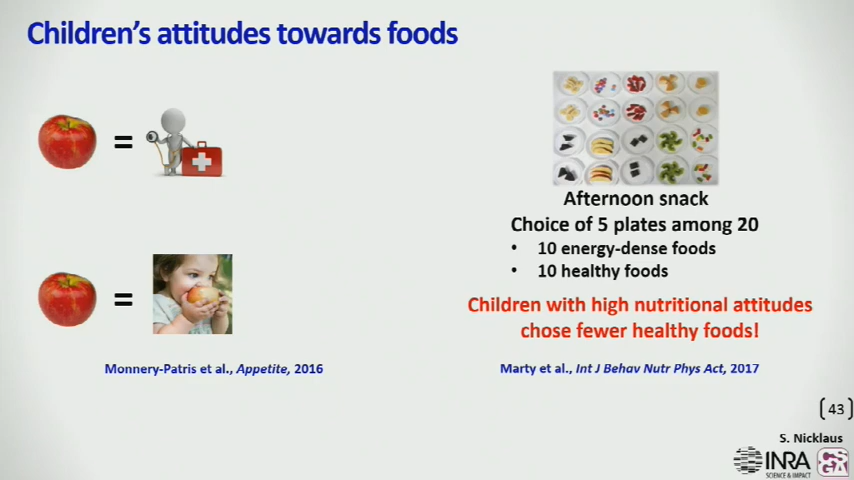 Children's attitudes towards foods
=
=
Monnery-Patris et al., Appetite, 2016
Afternoon snack
Choice of 5 plates among 20
• 10 energy-dense foods
• 10 healthy foods
Children with high nutritional attitudes
chose fewer healthy foods!
Marty et al., Int J Behav Nutr Phys Act, 2017
(43)
S. Nicklaus
INRA
SCIENCE & IMPACT
CSGA